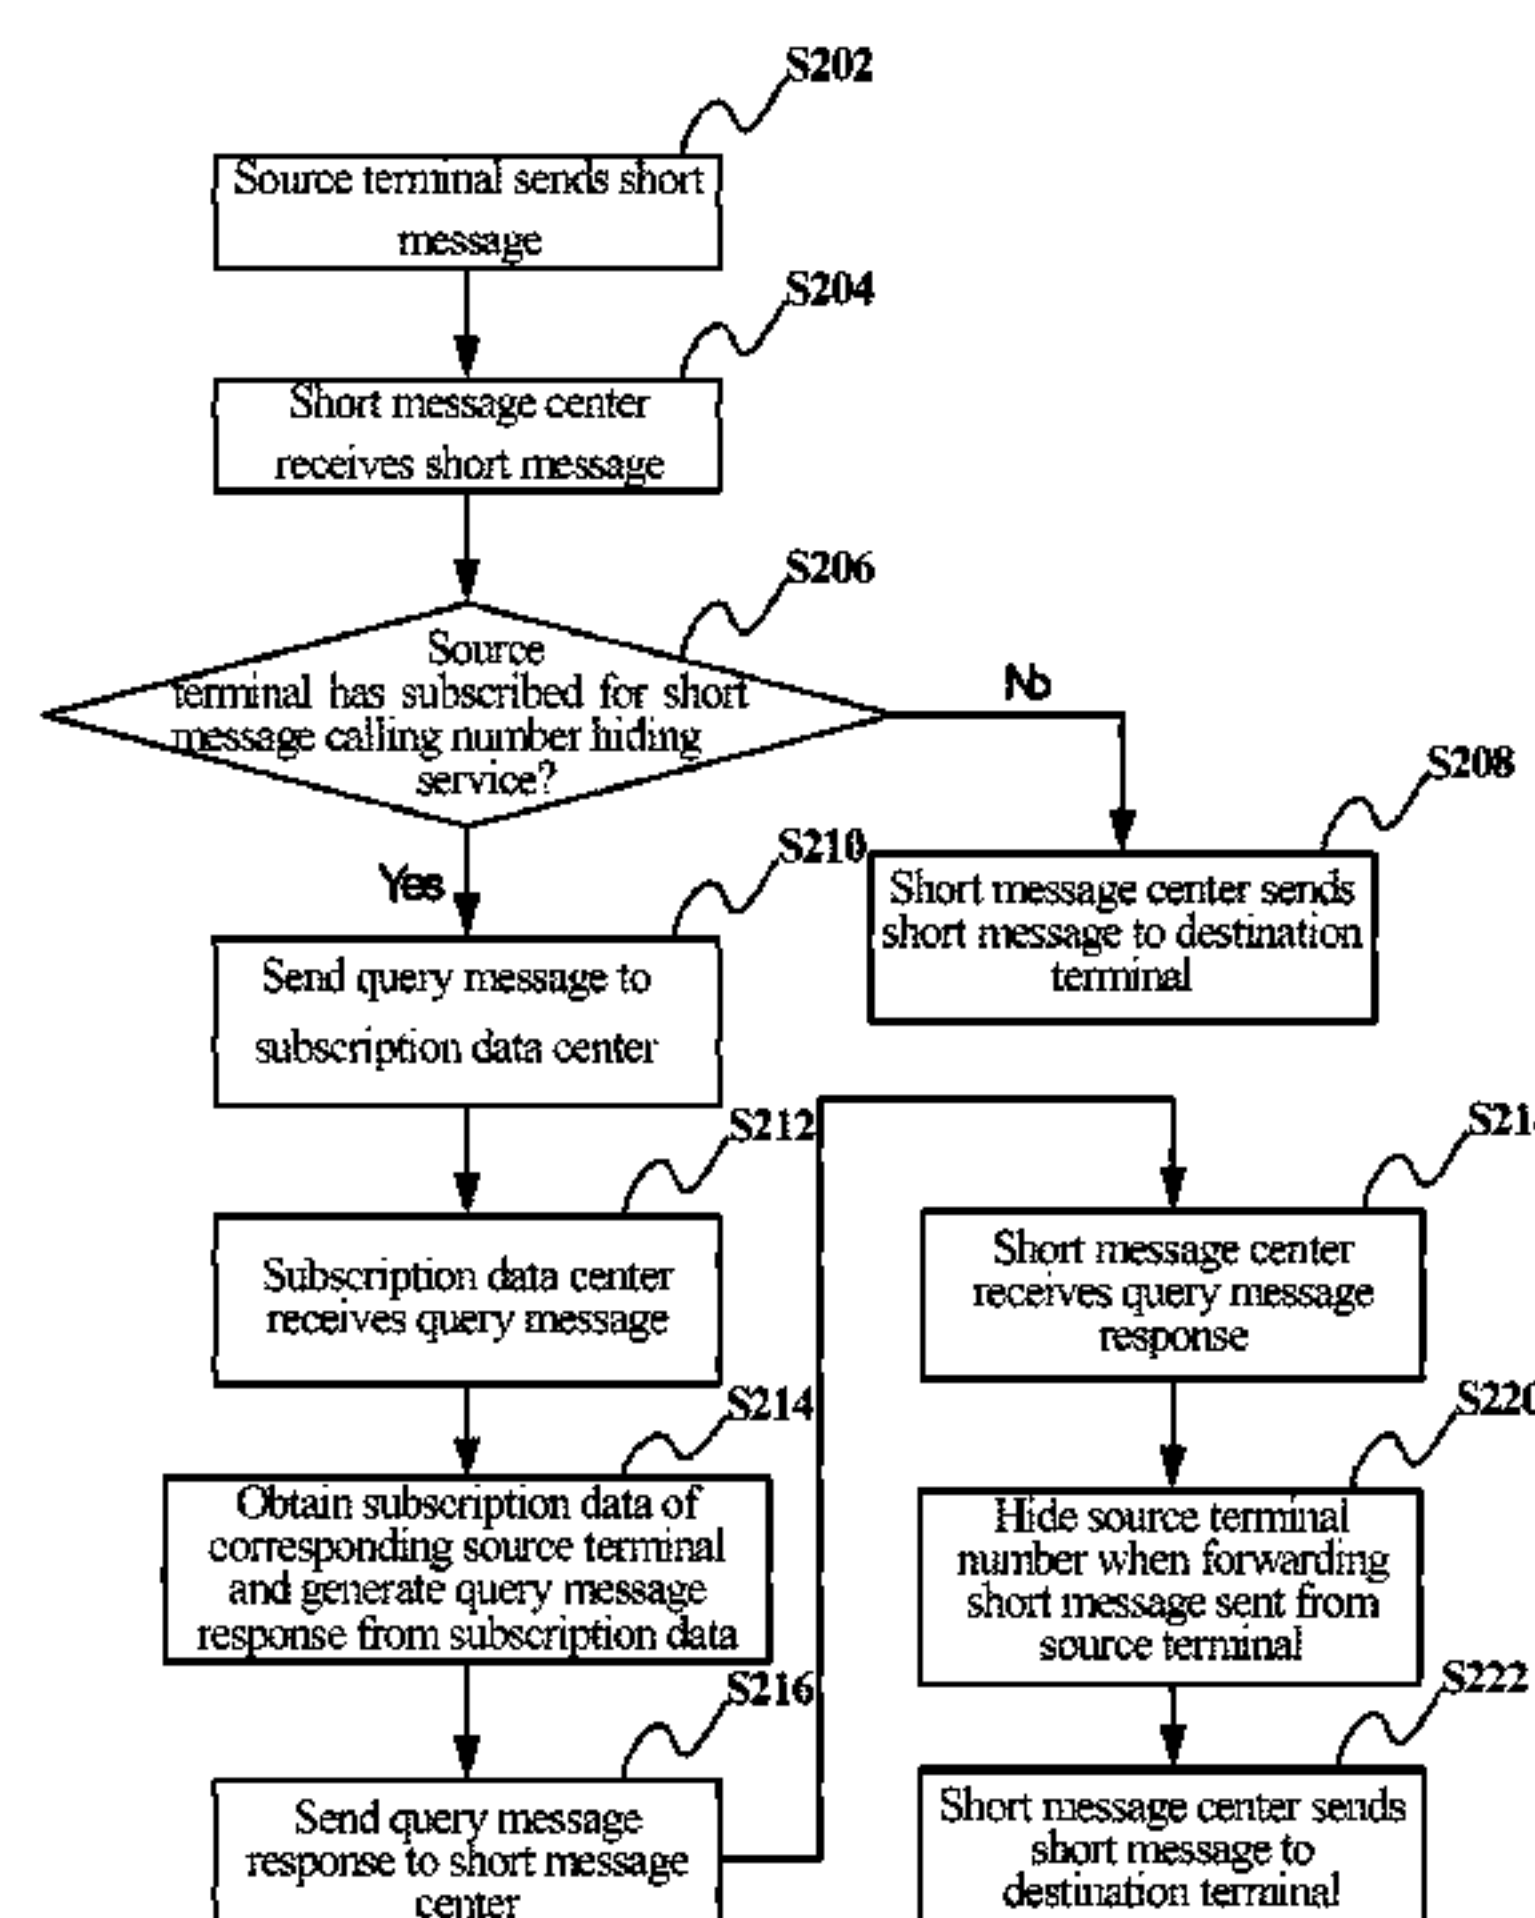 S202
Source terminal sends short
message
S204
Short message center
receives short message
S206
Source
terminal has subscribed for short
message calling number hiding
service?
No
Yes
S208
Short message center sends
short message to destination
terminal
S210
Send query message to
subscription data center
S212
Subscription data center
receives query message
S214
Obtain subscription data of
corresponding source terminal
and generate query message
response from subscription data
S216
Send query message
response to short message
center
Short message center
receives query message
response
S220
Hide source terminal
number when forwarding
short message sent from
source terminal
S222
Short message center sends
short message to
destination terminal